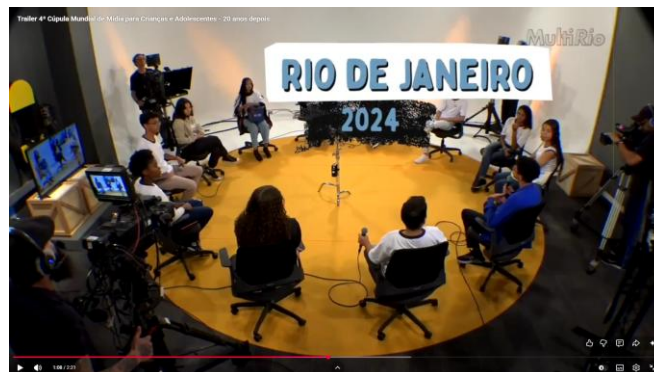 Trailer 4ª Cúpula Mundial de Mídia para Crianças e Adolescentes - 20 anos depois
MultiRio
RIO DE JANEIRO
2024
1:08 / 2:21